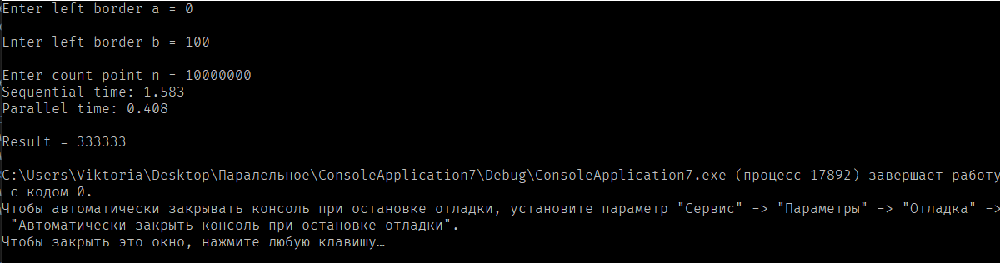 Enter left border a = 0
Enter left border b = 100
Enter count point n = 10000000
Sequential time: 1.583
Parallel time: 0.408
Result = 333333
C:\Users\Viktoria\Desktop\Паралельное\ConsoleApplication7\Debug\ConsoleApplication7.exe (процесс 17892) завершает работу
с кодом 0.
Чтобы автоматически закрывать консоль при остановке отладки, установите параметр "Сервис" -> "Параметры" -> "Отладка" ->
"Автоматически закрыть консоль при остановке отладки".
Чтобы закрыть это окно, нажмите любую клавишу…